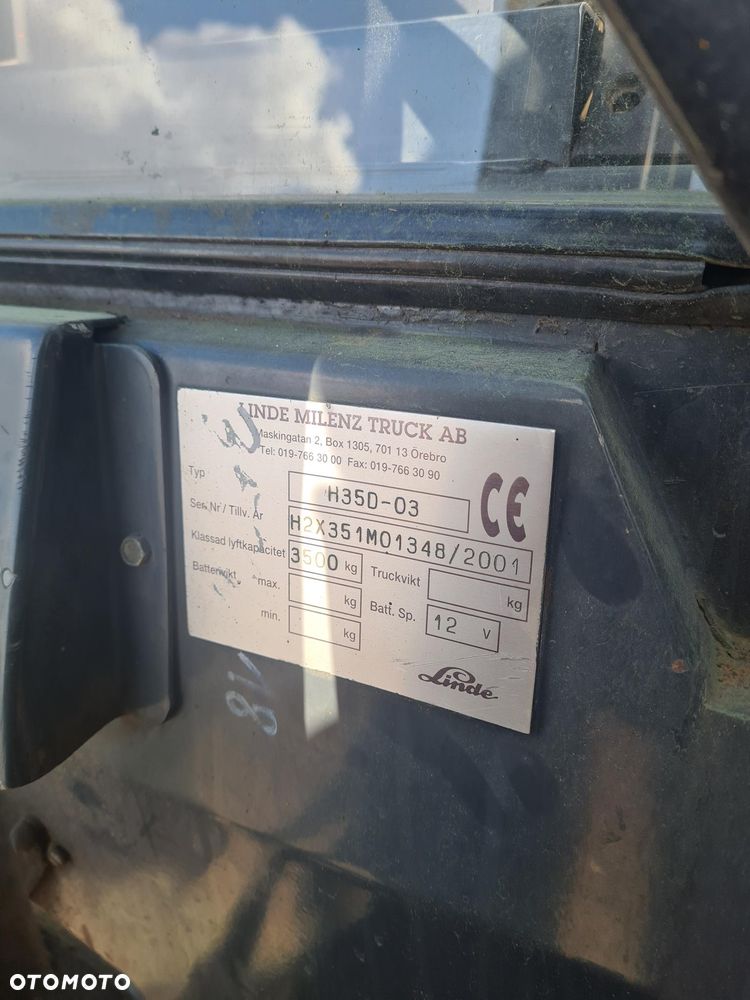 LINDE MILENZ TRUCK AB
Maskingatan 2, Box 1305, 701 13 Örebro
Tel: 019-766 30 00 Fax: 019-766 30 90
Typ H35D-03
CE
Ser. Nr / Tillv. År H2X351M01348/2001
Klassad lyftkapacitet 3500 kg Truckvikt kg
Batterivikt max. kg Batt. Sp. 12 V
min. kg
Linde
OTOMOTO